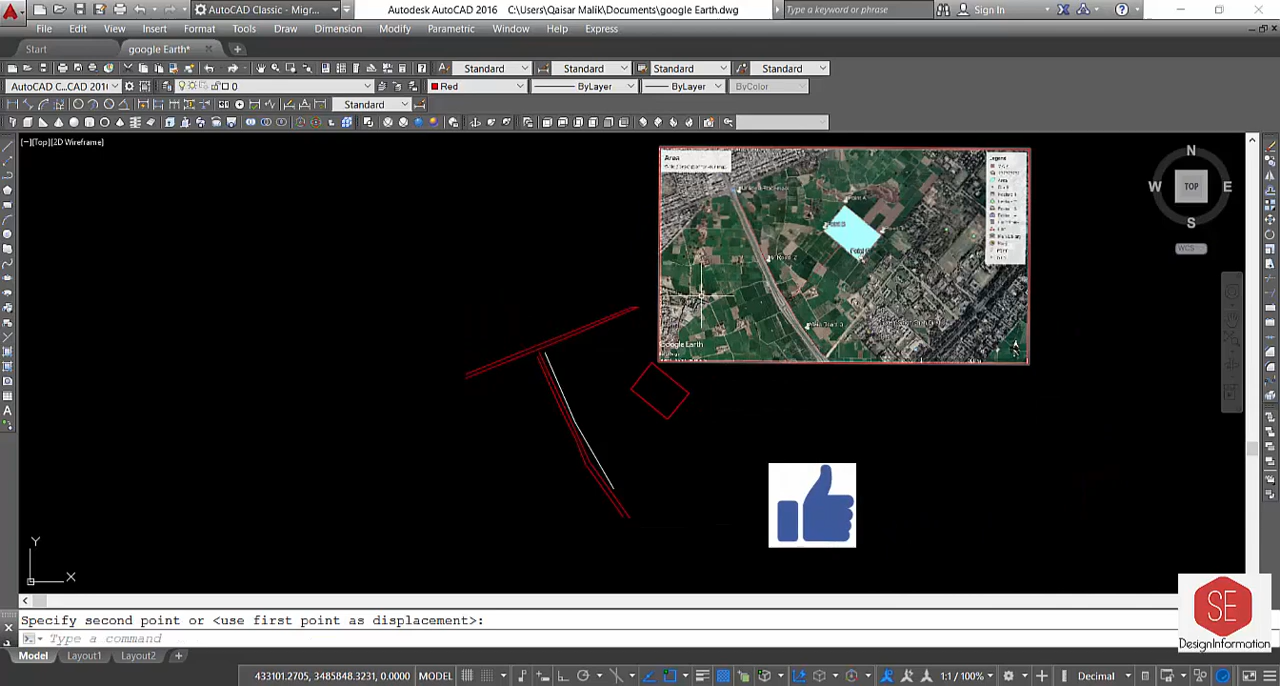 Autodesk AutoCAD 2016 C:\Users\Qaisar Malik\Documents\google Earth.dwg
AutoCAD Classic - Migr...
Type a keyword or phrase
Sign In
File Edit View Insert Format Tools Draw Dimension Modify Parametric Window Help Express
Start
google Earth*
Standard
Standard
Standard
Standard
AutoCAD C...CAD 2016
0
Red
ByLayer
ByLayer
ByColor
Standard
[−][Top][2D Wireframe]
Area
Google Earth
N
W
TOP
E
S
WCS
Y
X
SE
DesignInformation
Specify second point or <use first point as displacement>:
Type a command
Model Layout1 Layout2
433101.2705, 3485848.3231, 0.0000 MODEL
1:1 / 100%
Decimal